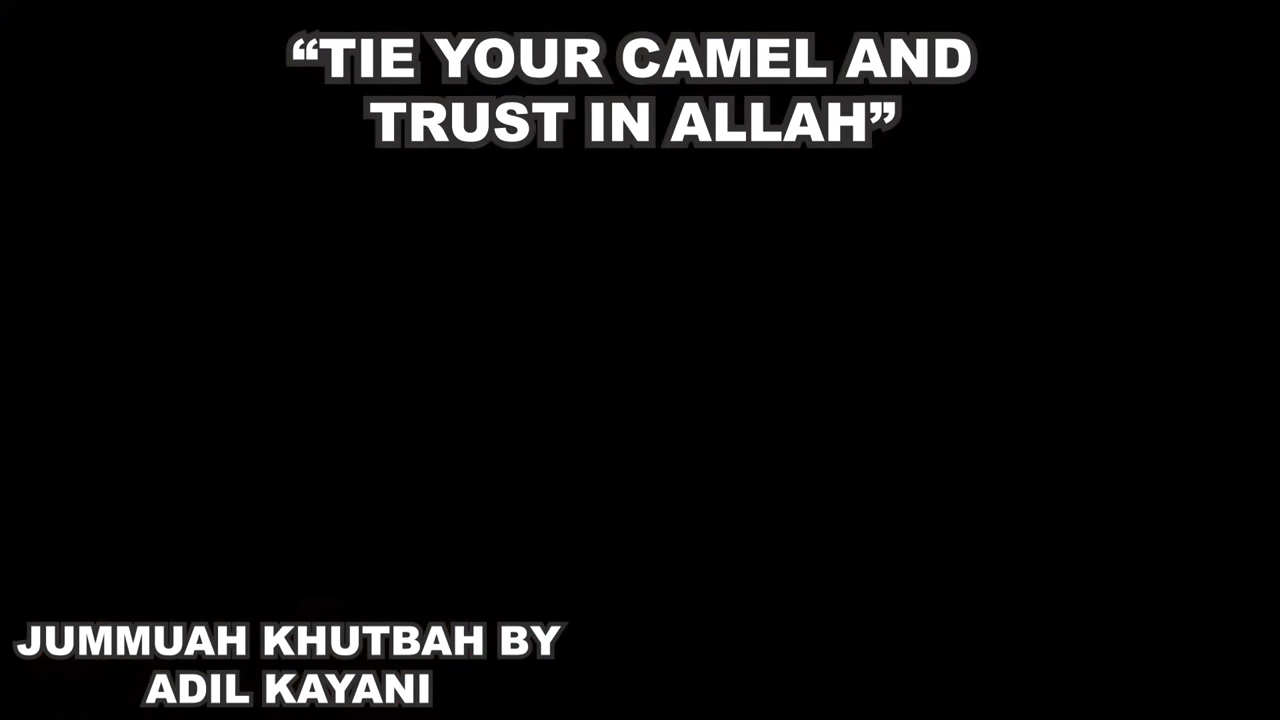 “TIE YOUR CAMEL AND
TRUST IN ALLAH”
JUMMUAH KHUTBAH BY
ADIL KAYANI